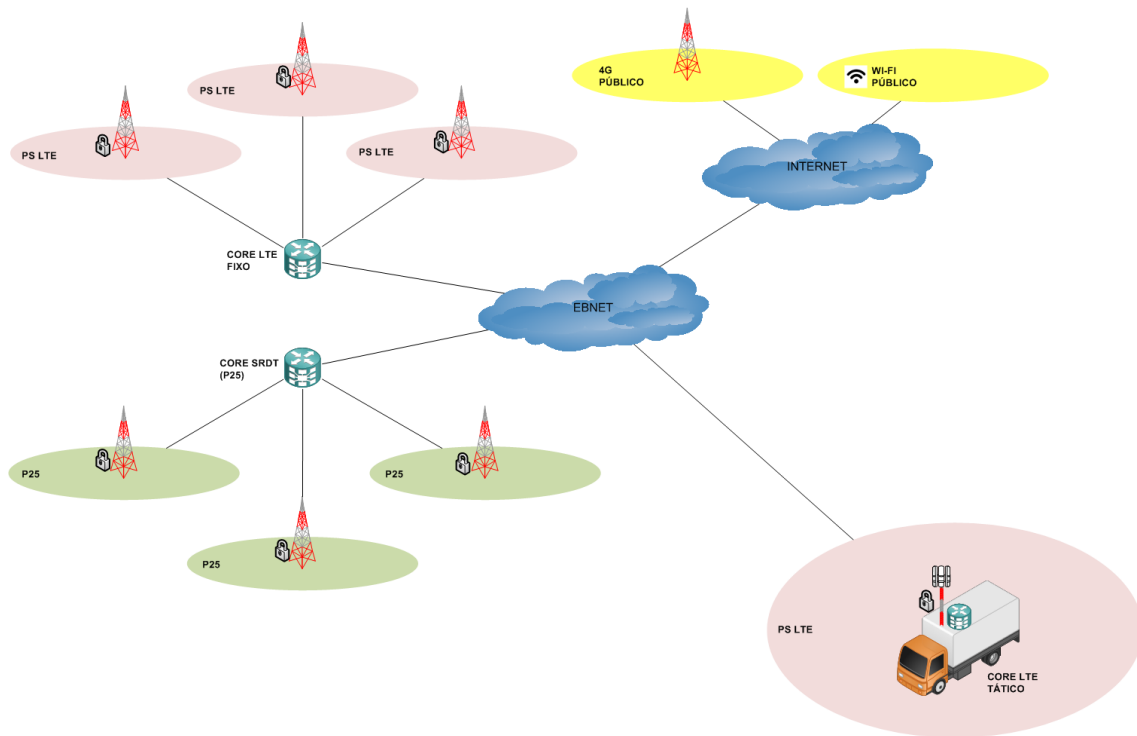 PS LTE
PS LTE
PS LTE
4G
PÚBLICO
WI-FI
PÚBLICO
INTERNET
CORE LTE
FIXO
EBNET
CORE SRDT
(P25)
P25
P25
P25
PS LTE
CORE LTE
TÁTICO